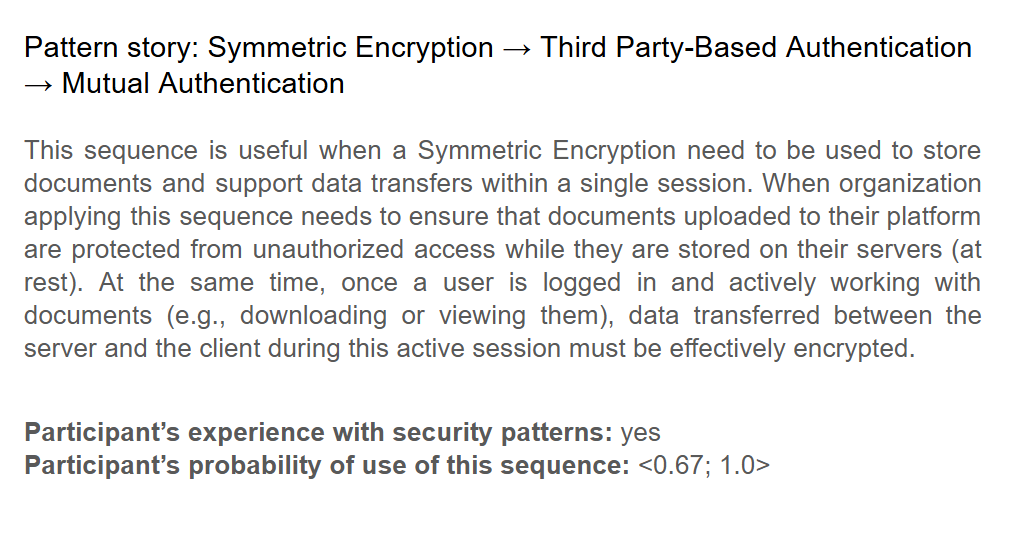 Pattern story: Symmetric Encryption → Third Party-Based Authentication
→ Mutual Authentication
This sequence is useful when a Symmetric Encryption need to be used to store
documents and support data transfers within a single session. When organization
applying this sequence needs to ensure that documents uploaded to their platform
are protected from unauthorized access while they are stored on their servers (at
rest). At the same time, once a user is logged in and actively working with
documents (e.g., downloading or viewing them), data transferred between the
server and the client during this active session must be effectively encrypted.
Participant’s experience with security patterns: yes
Participant’s probability of use of this sequence: <0.67; 1.0>